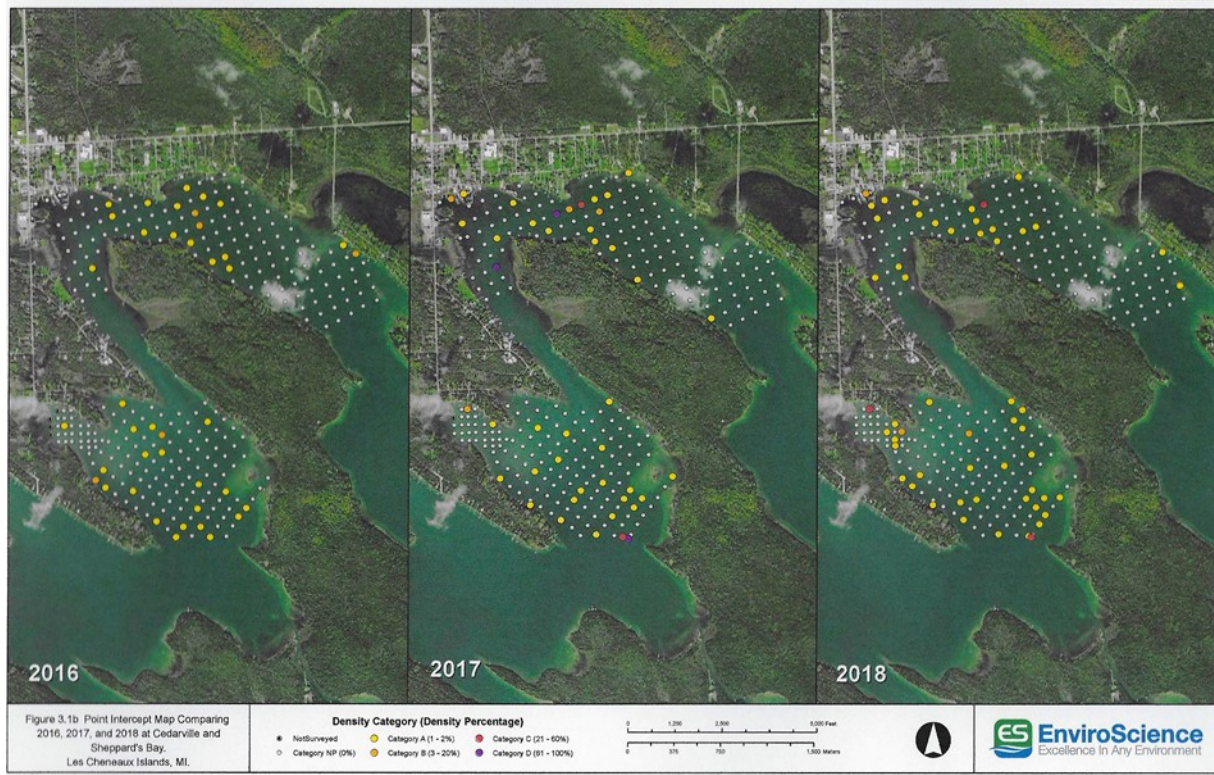 2016
2017
2018
Figure 3.1b Point Intercept Map Comparing
2016, 2017, and 2018 at Cedarville and
Sheppard's Bay.
Les Cheneaux Islands, MI.
Density Category (Density Percentage)
NotSurveyed
Category A (1 - 2%)
Category C (21 - 60%)
Category NP (0%)
Category B (3 - 20%)
Category D (61 - 100%)
0 1,250 2,500 5,000 Feet
0 375 750 1,500 Meters
ES EnviroScience
Excellence In Any Environment